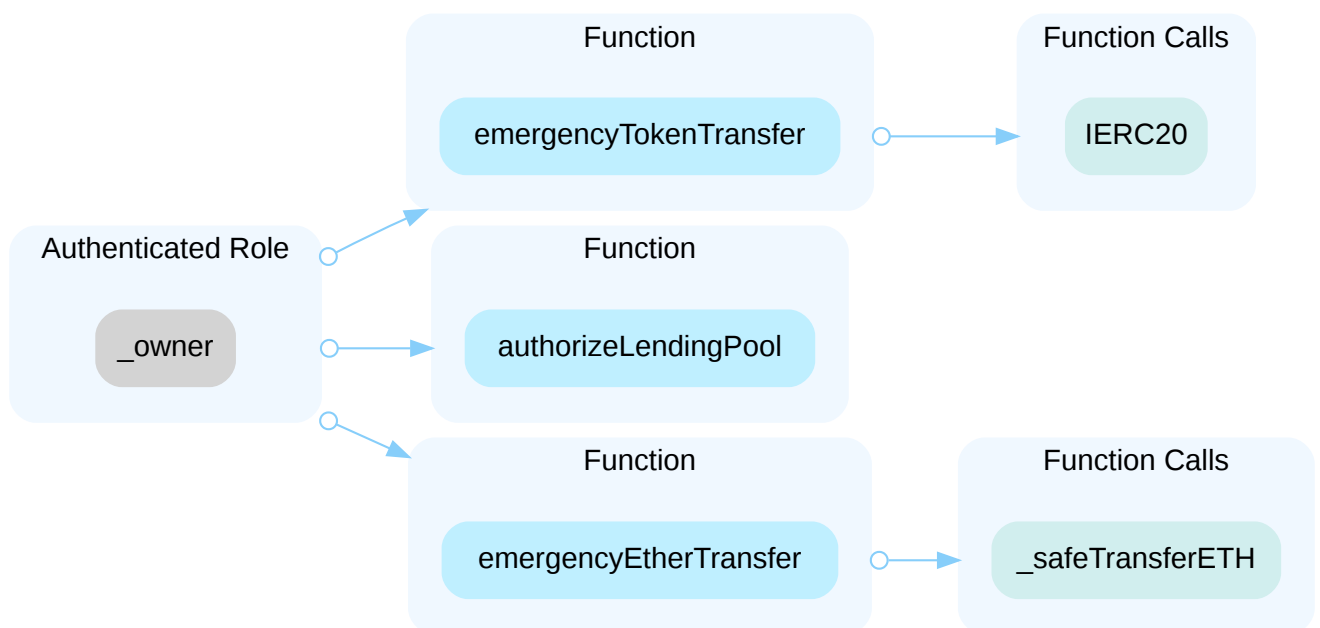 Function
emergencyTokenTransfer
Function Calls
IERC20
Authenticated Role
_owner
Function
authorizeLendingPool
Function
emergencyEtherTransfer
Function Calls
_safeTransferETH